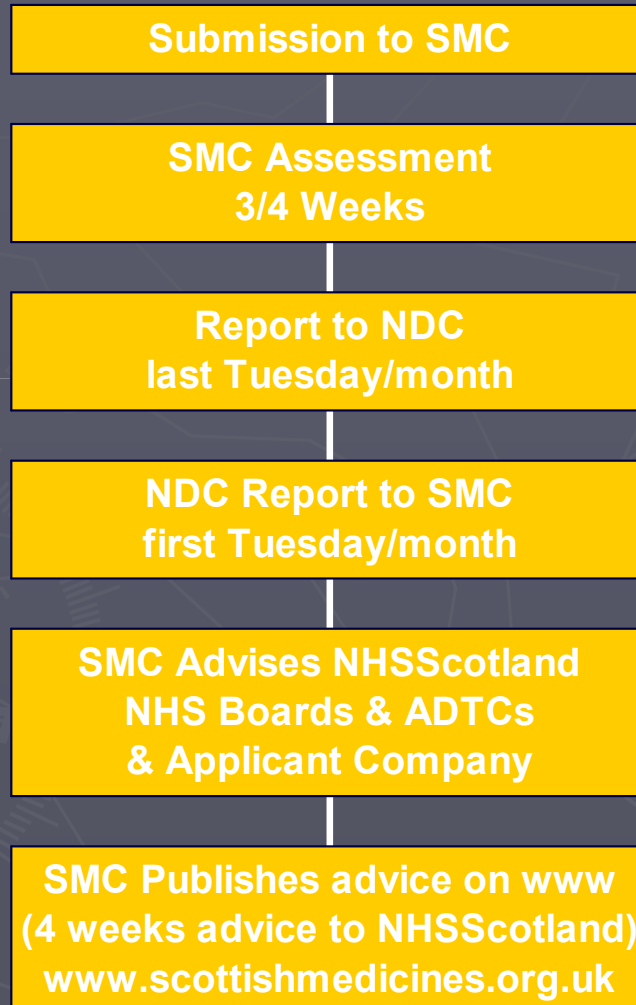 Submission to SMC
SMC Assessment
3/4 Weeks
Report to NDC
last Tuesday/month
NDC Report to SMC
first Tuesday/month
SMC Advises NHSScotland
NHS Boards & ADTCs
& Applicant Company
SMC Publishes advice on www
(4 weeks advice to NHSScotland)
www.scottishmedicines.org.uk